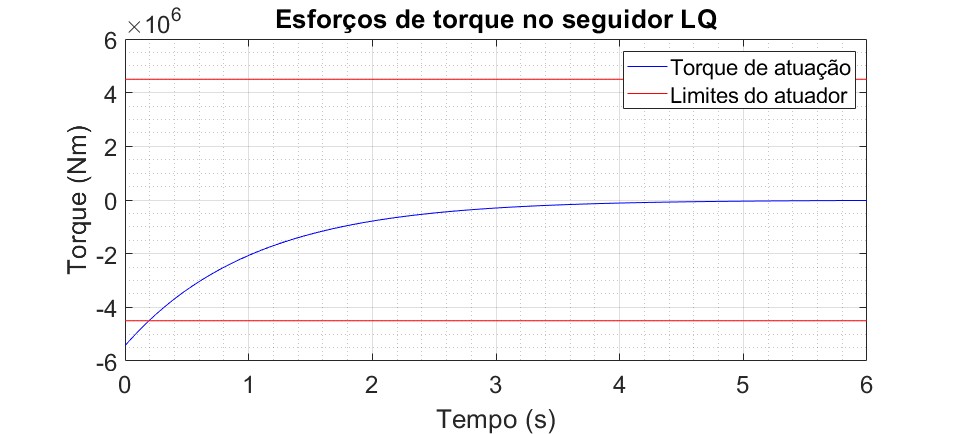 Esforços de torque no seguidor LQ
×10^6
6
4
2
0
-2
-4
-6
Torque (Nm)
Torque de atuação
Limites do atuador
0 1 2 3 4 5 6
Tempo (s)